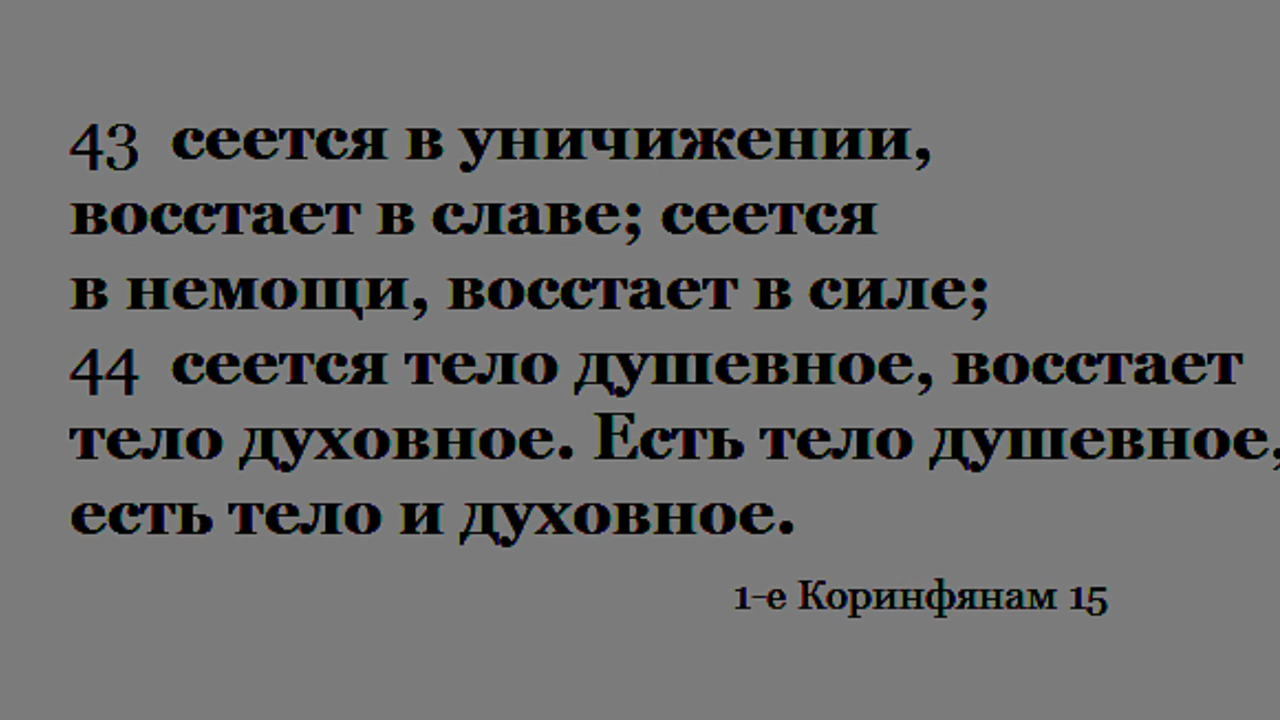 43 сеется в уничижении,
восстает в славе; сеется
в немощи, восстает в силе;
44 сеется тело душевное, восстает
тело духовное. Есть тело душевное,
есть тело и духовное.
1-е Коринфянам 15